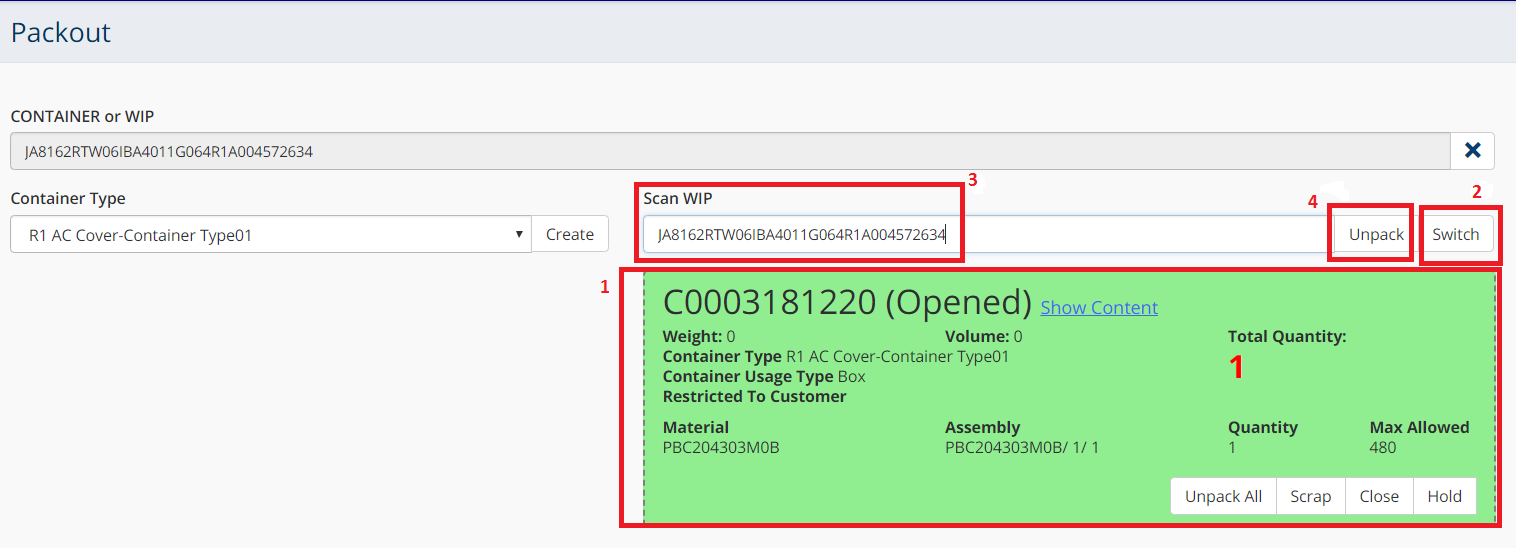 Packout
CONTAINER or WIP
JA8162RTW06IBA4011G064R1A004572634
Container Type
R1 AC Cover-Container Type01
Create
3
Scan WIP
JA8162RTW06IBA4011G064R1A004572634
4
Unpack
2
Switch
1
C0003181220 (Opened) Show Content
Weight: 0 Volume: 0 Total Quantity:
Container Type R1 AC Cover-Container Type01
1
Container Usage Type Box
Restricted To Customer
Material Assembly Quantity Max Allowed
PBC204303M0B PBC204303M0B/ 1/ 1 1 480
Unpack All Scrap Close Hold